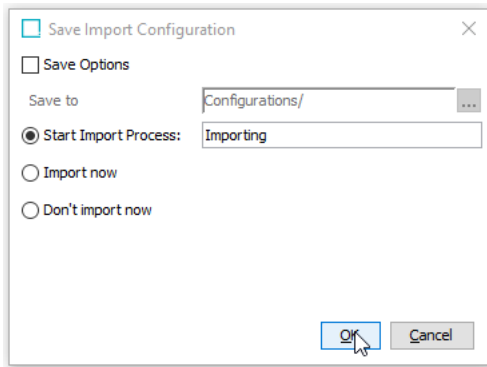 Save Import Configuration
Save Options
Save to Configurations/ ...
Start Import Process: Importing
Import now
Don't import now
OK Cancel